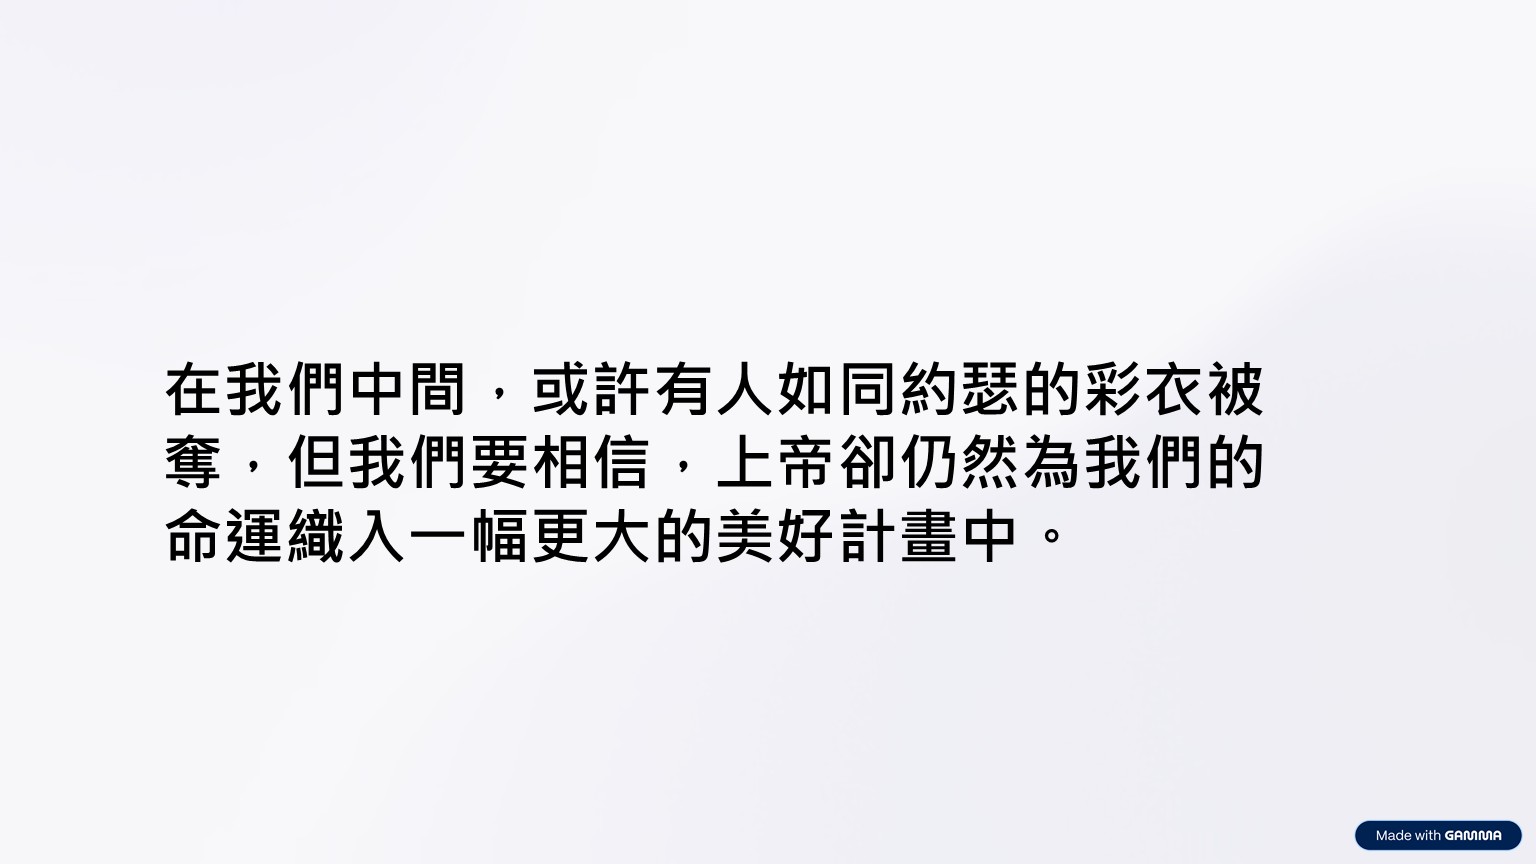 在我們中間，或許有人如同約瑟的彩衣被
奪，但我們要相信，上帝卻仍然為我們的
命運織入一幅更大的美好計畫中。
Made with GAMMA